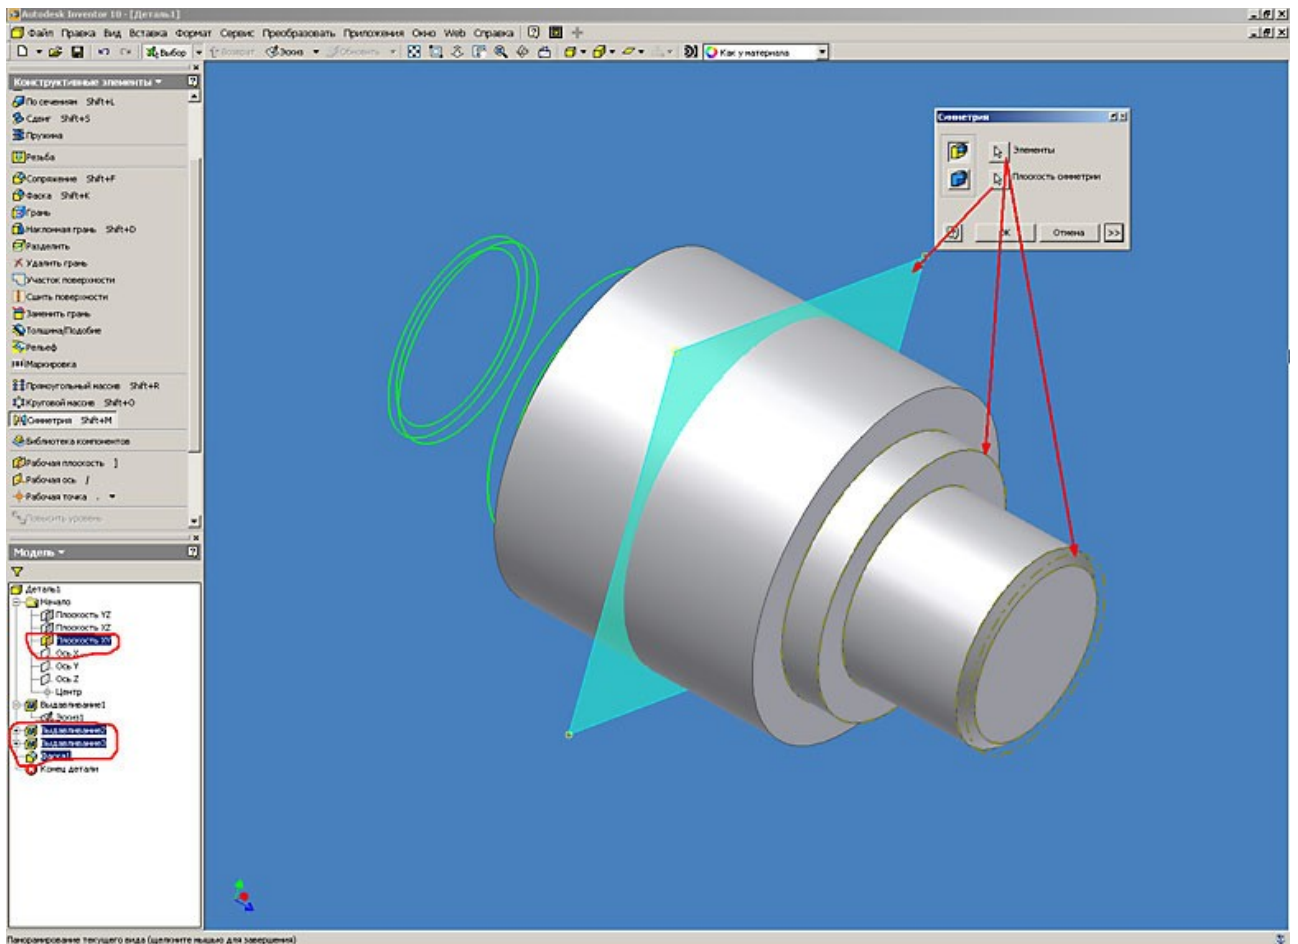 Autodesk Inventor 10 - [Деталь1]
Файл Правка Вид Вставка Формат Сервис Преобразовать Приложения Окно Web Справка
Выбор Возврат Эскиз Обновить Как у материала
Конструктивные элементы
По сечениям Shift+L
Сдвиг Shift+S
Пружина
Резьба
Сопряжение Shift+F
Фаска Shift+K
Грань
Наклонная грань Shift+D
Разделить
Удалить грань
Участок поверхности
Сшить поверхности
Заменить грань
Толщина/Подобие
Рельеф
Маркировка
Прямоугольный массив Shift+R
Круговой массив Shift+O
Симметрия Shift+M
Библиотека компонентов
Рабочая плоскость ]
Рабочая ось /
Рабочая точка .
Повысить уровень
Симметрия
Элементы
Плоскость симметрии
OK Отмена >>
Модель
Деталь1
Начало
Плоскость YZ
Плоскость XZ
Плоскость XY
Ось X
Ось Y
Ось Z
Центр
Выдавливание1
Эскиз1
Выдавливание2
Выдавливание3
Фаска1
Конец детали
Панорамирование текущего вида (щелкните мышью для завершения)